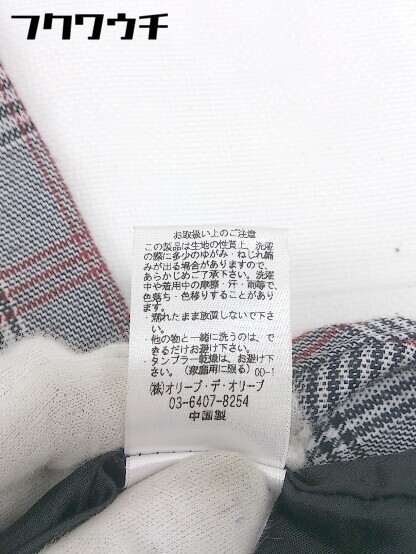 フクワウチ
お取扱い上のご注意
この製品は生地の性質上、洗濯
の際に多少のゆがみ・ねじれ縮
みが出る場合がありますので、
あらかじめご了承下さい。洗濯
中や着用中の摩擦・汗・雨等で、
色落ち・色移りすることがあり
ます。
・濡れたまま放置しないで下さ
い。
・他の物と一緒に洗うのは、で
きるだけお避け下さい。
・タンブラー乾燥は、お避け下
さい。(家庭用に限る) OD-1
(株)オリーブ・デ・オリーブ
03-6407-8254
中国製